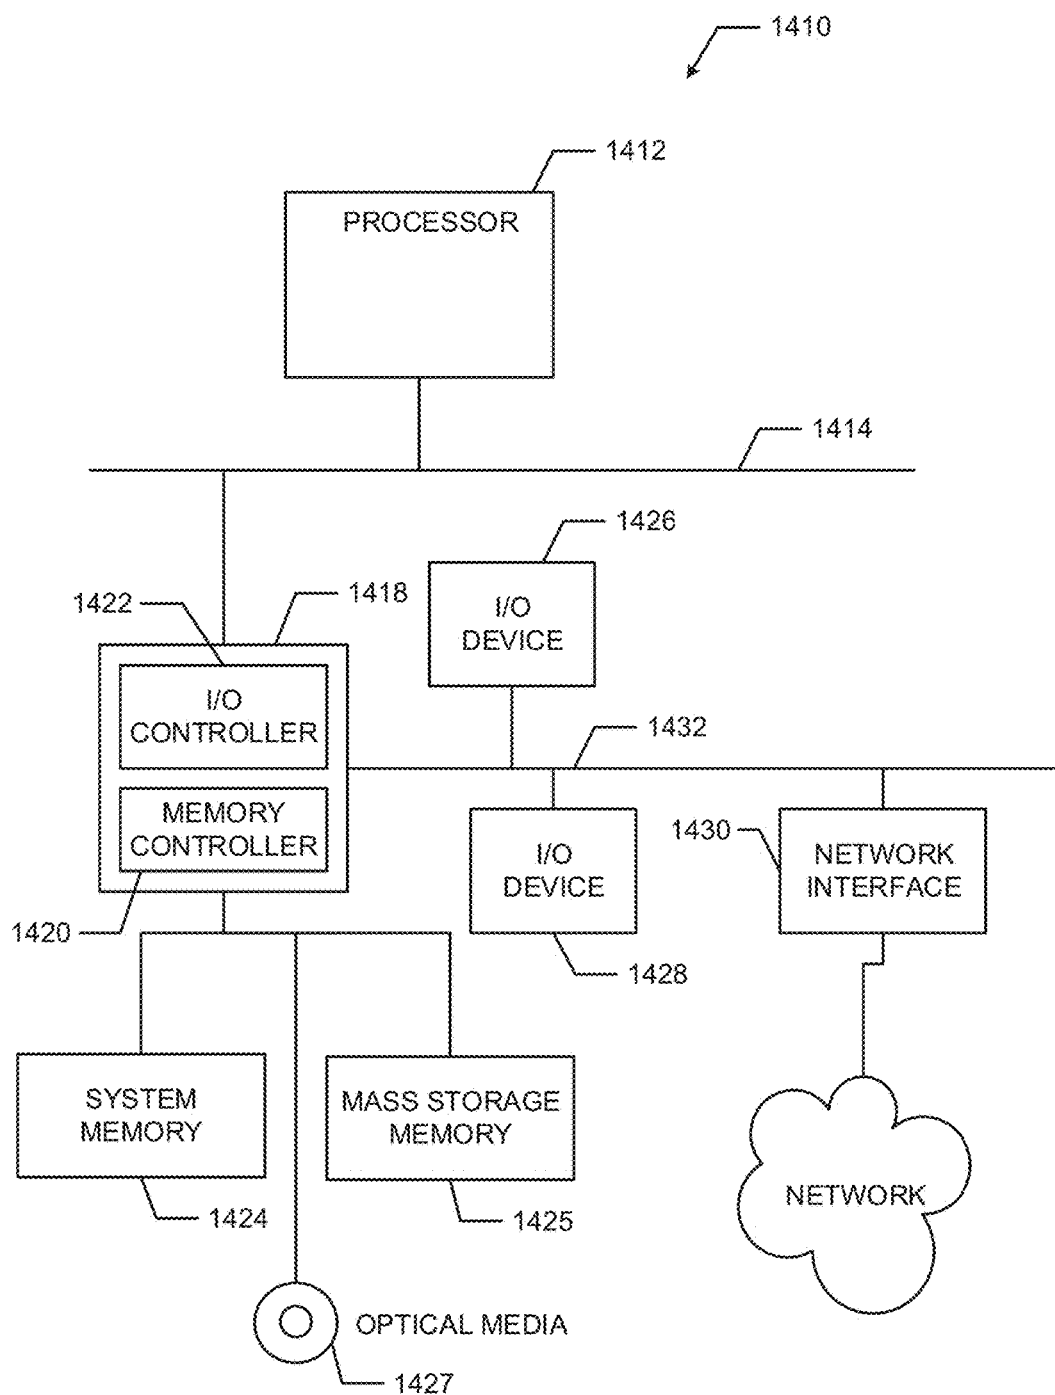 1410
1412
PROCESSOR
1414
1426
1422
1418
I/O
DEVICE
I/O
CONTROLLER
1432
MEMORY
CONTROLLER
I/O
DEVICE
1430
NETWORK
INTERFACE
1420
1428
SYSTEM
MEMORY
MASS STORAGE
MEMORY
NETWORK
1424
1425
OPTICAL MEDIA
1427